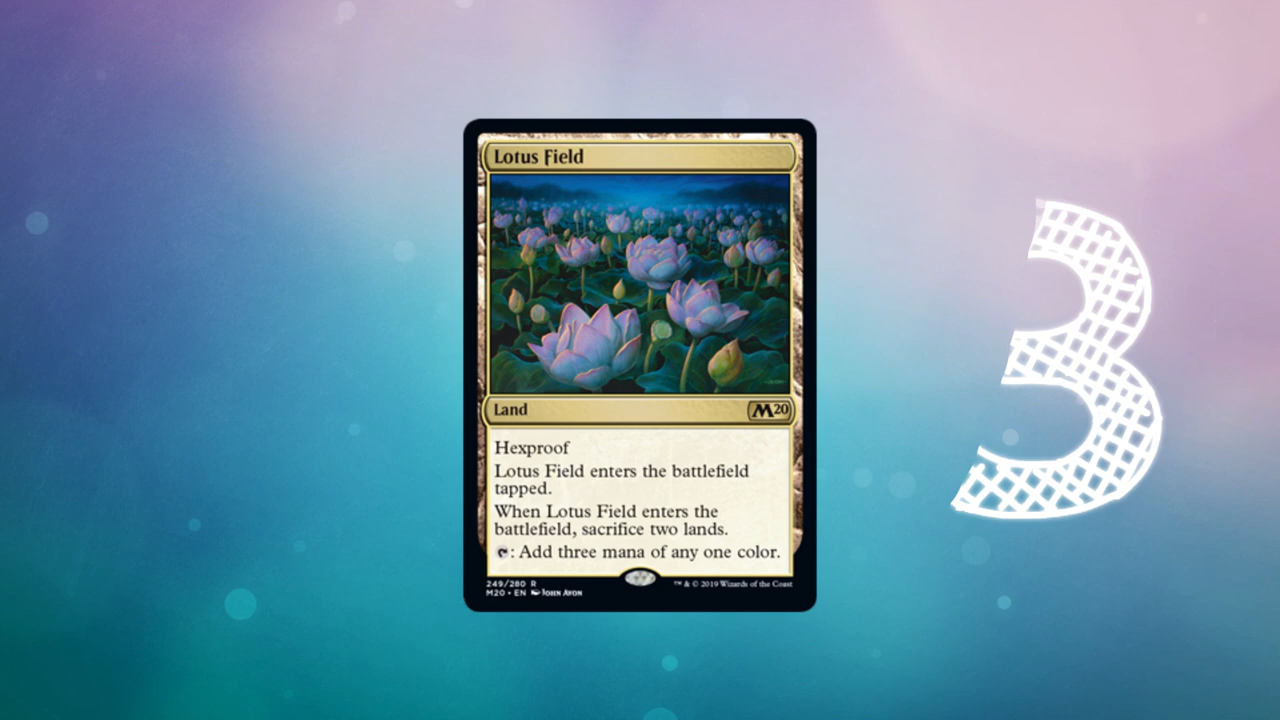 Lotus Field
Land
M20
Hexproof
Lotus Field enters the battlefield
tapped.
When Lotus Field enters the
battlefield, sacrifice two lands.
: Add three mana of any one color.
249/280 R
M20 • EN John Avon
™ & © 2019 Wizards of the Coast
3